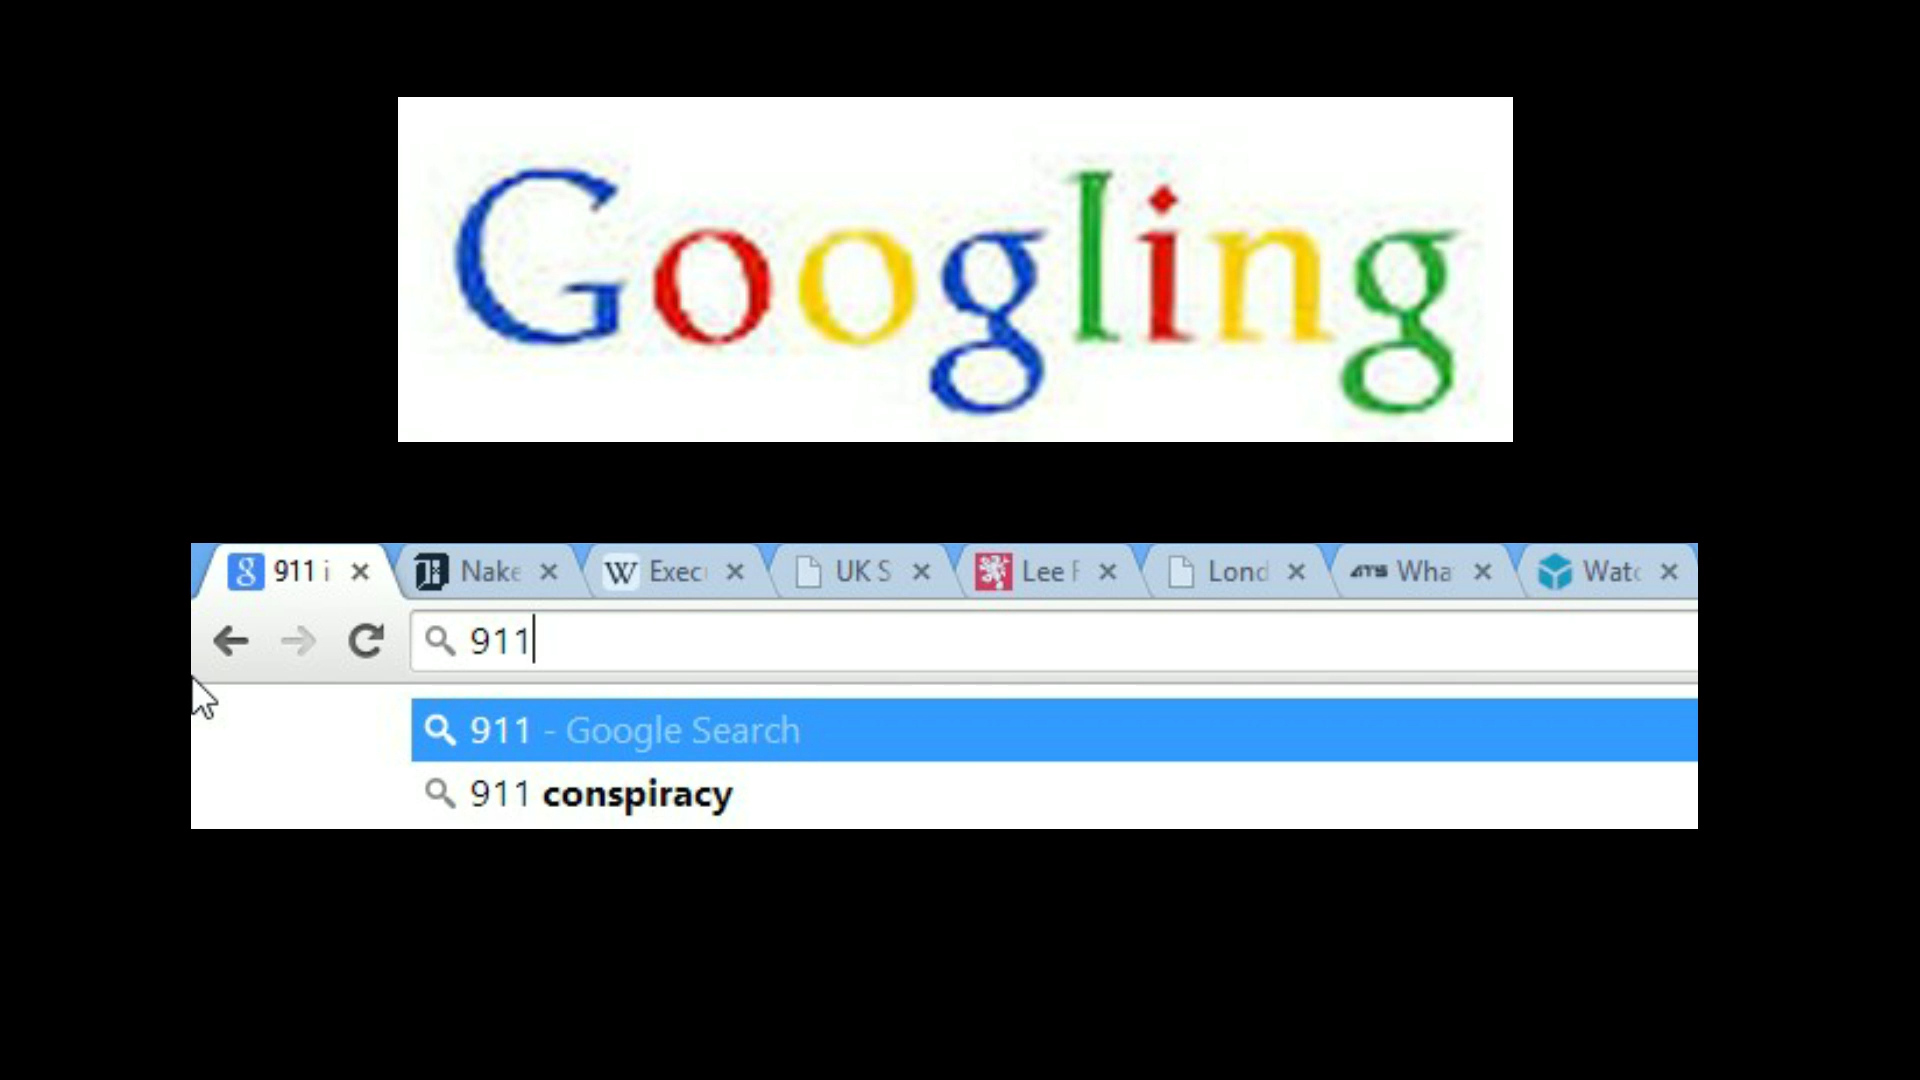 Googling
911 i
Nake
Exec
UK S
Lee F
Lond
ATS Wha
Watc
911
911 - Google Search
911 conspiracy